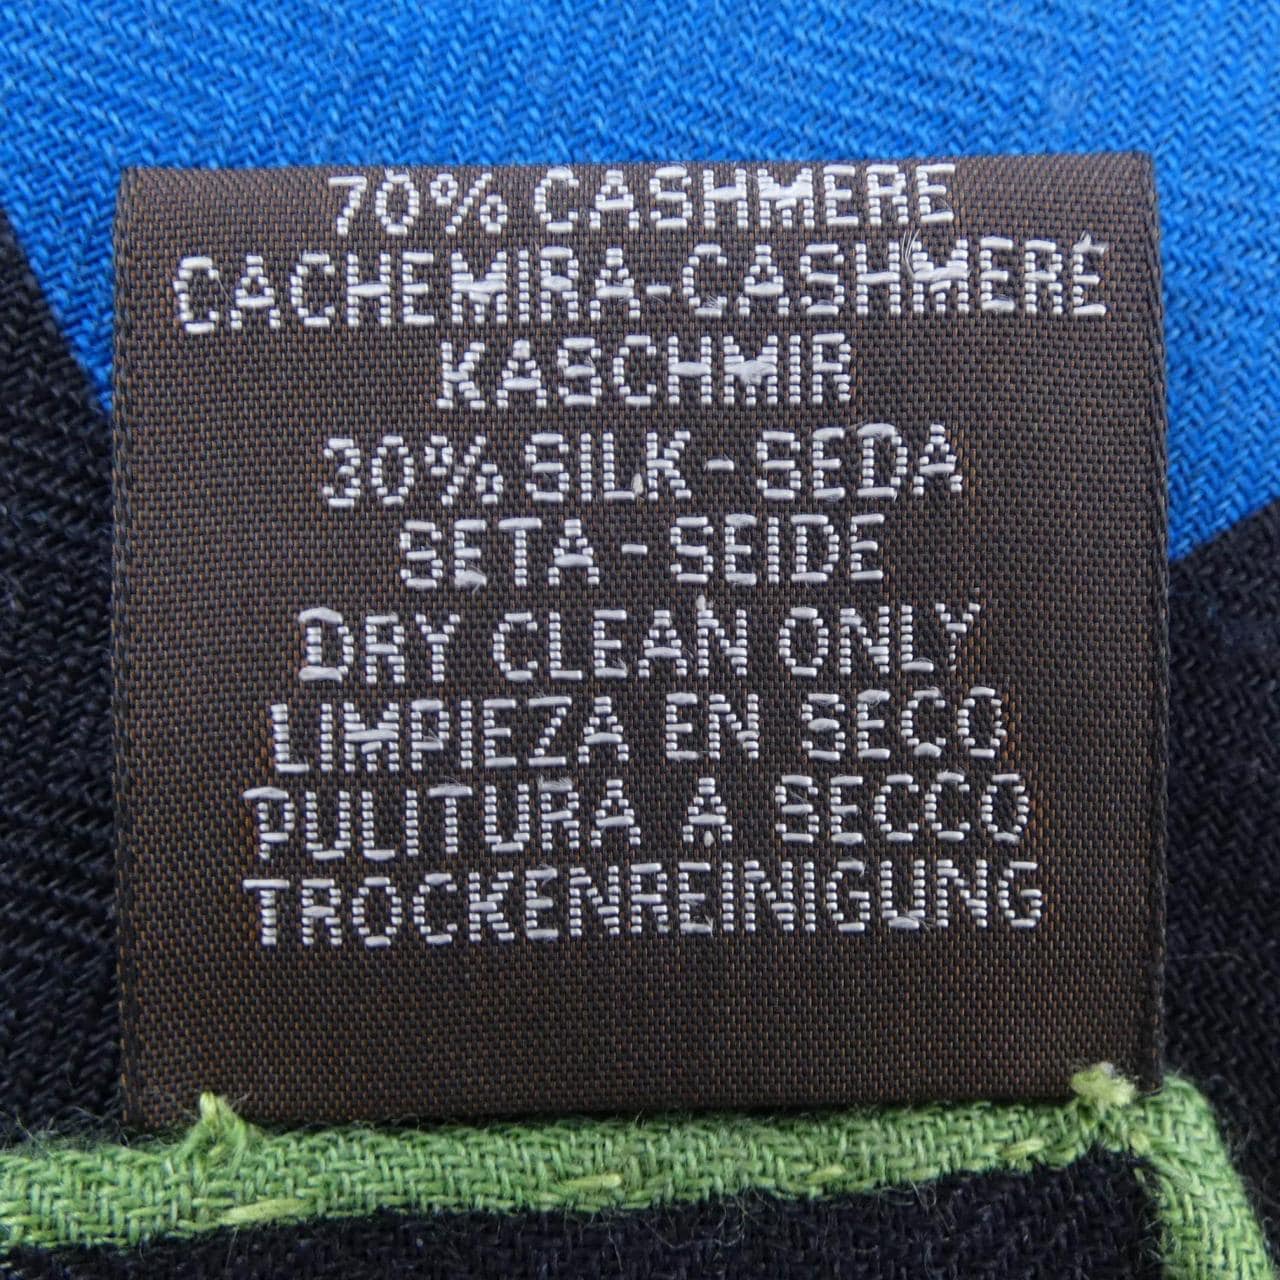 70% CASHMERE
CACHEMIRA-CASHMERE
KASCHMIR
30% SILK - SEDA
SETA - SEIDE
DRY CLEAN ONLY
LIMPIEZA EN SECO
PULITURA A SECCO
TROCKENREINIGUNG